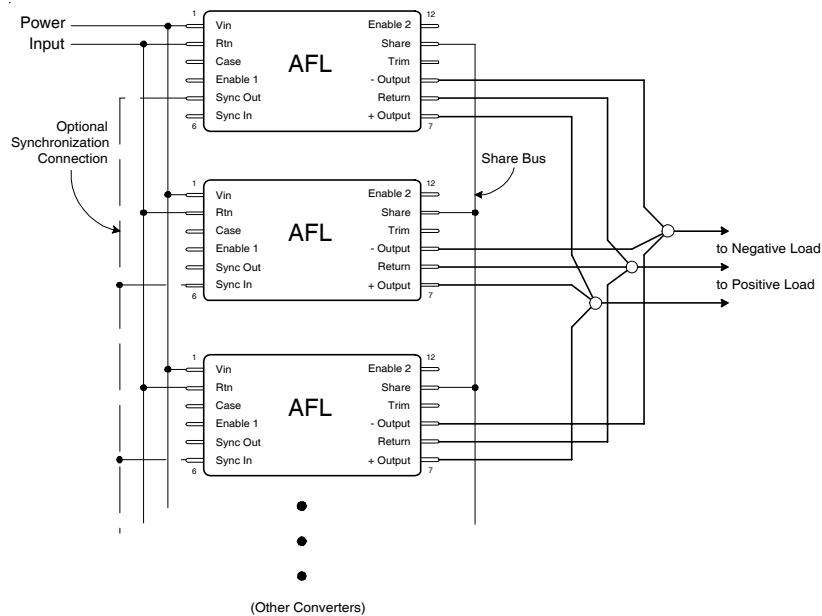 Power
Input
1
Vin
Rtn
Case
Enable 1
Sync Out
Sync In
6
AFL
12
Enable 2
Share
Trim
- Output
Return
+ Output
7
Optional
Synchronization
Connection
Share Bus
1
Vin
Rtn
Case
Enable 1
Sync Out
Sync In
6
AFL
12
Enable 2
Share
Trim
- Output
Return
+ Output
7
to Negative Load
to Positive Load
1
Vin
Rtn
Case
Enable 1
Sync Out
Sync In
6
AFL
12
Enable 2
Share
Trim
- Output
Return
+ Output
7
(Other Converters)